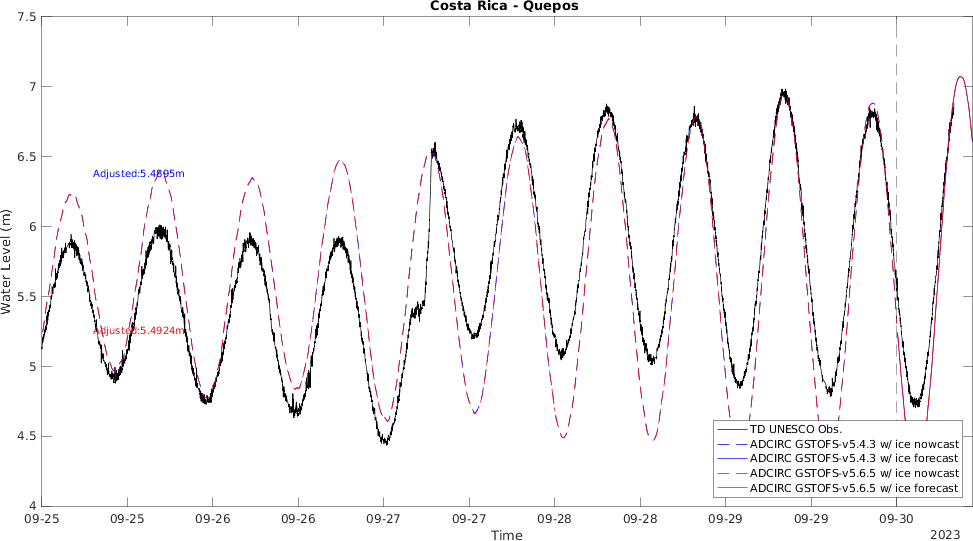 Costa Rica - Quepos
7.5
7
6.5
6
5.5
5
4.5
4
Water Level (m)
Adjusted:5.4895m
Adjusted:5.4924m
TD UNESCO Obs.
ADCIRC GSTOFS-v5.4.3 w/ ice nowcast
ADCIRC GSTOFS-v5.4.3 w/ ice forecast
ADCIRC GSTOFS-v5.6.5 w/ ice nowcast
ADCIRC GSTOFS-v5.6.5 w/ ice forecast
09-25 09-25 09-26 09-26 09-27 09-27 09-28 09-28 09-29 09-29 09-30
Time
2023